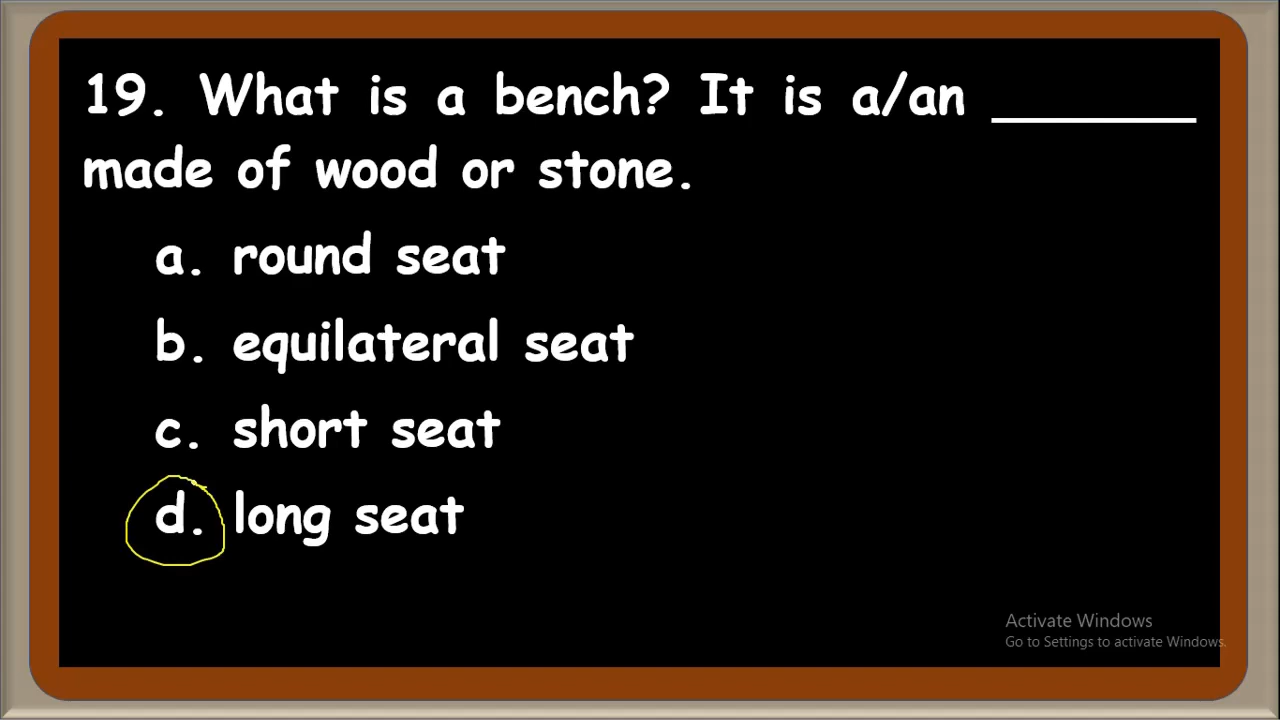 19. What is a bench? It is a/an ________
made of wood or stone.
a. round seat
b. equilateral seat
c. short seat
d. long seat
Activate Windows
Go to Settings to activate Windows.